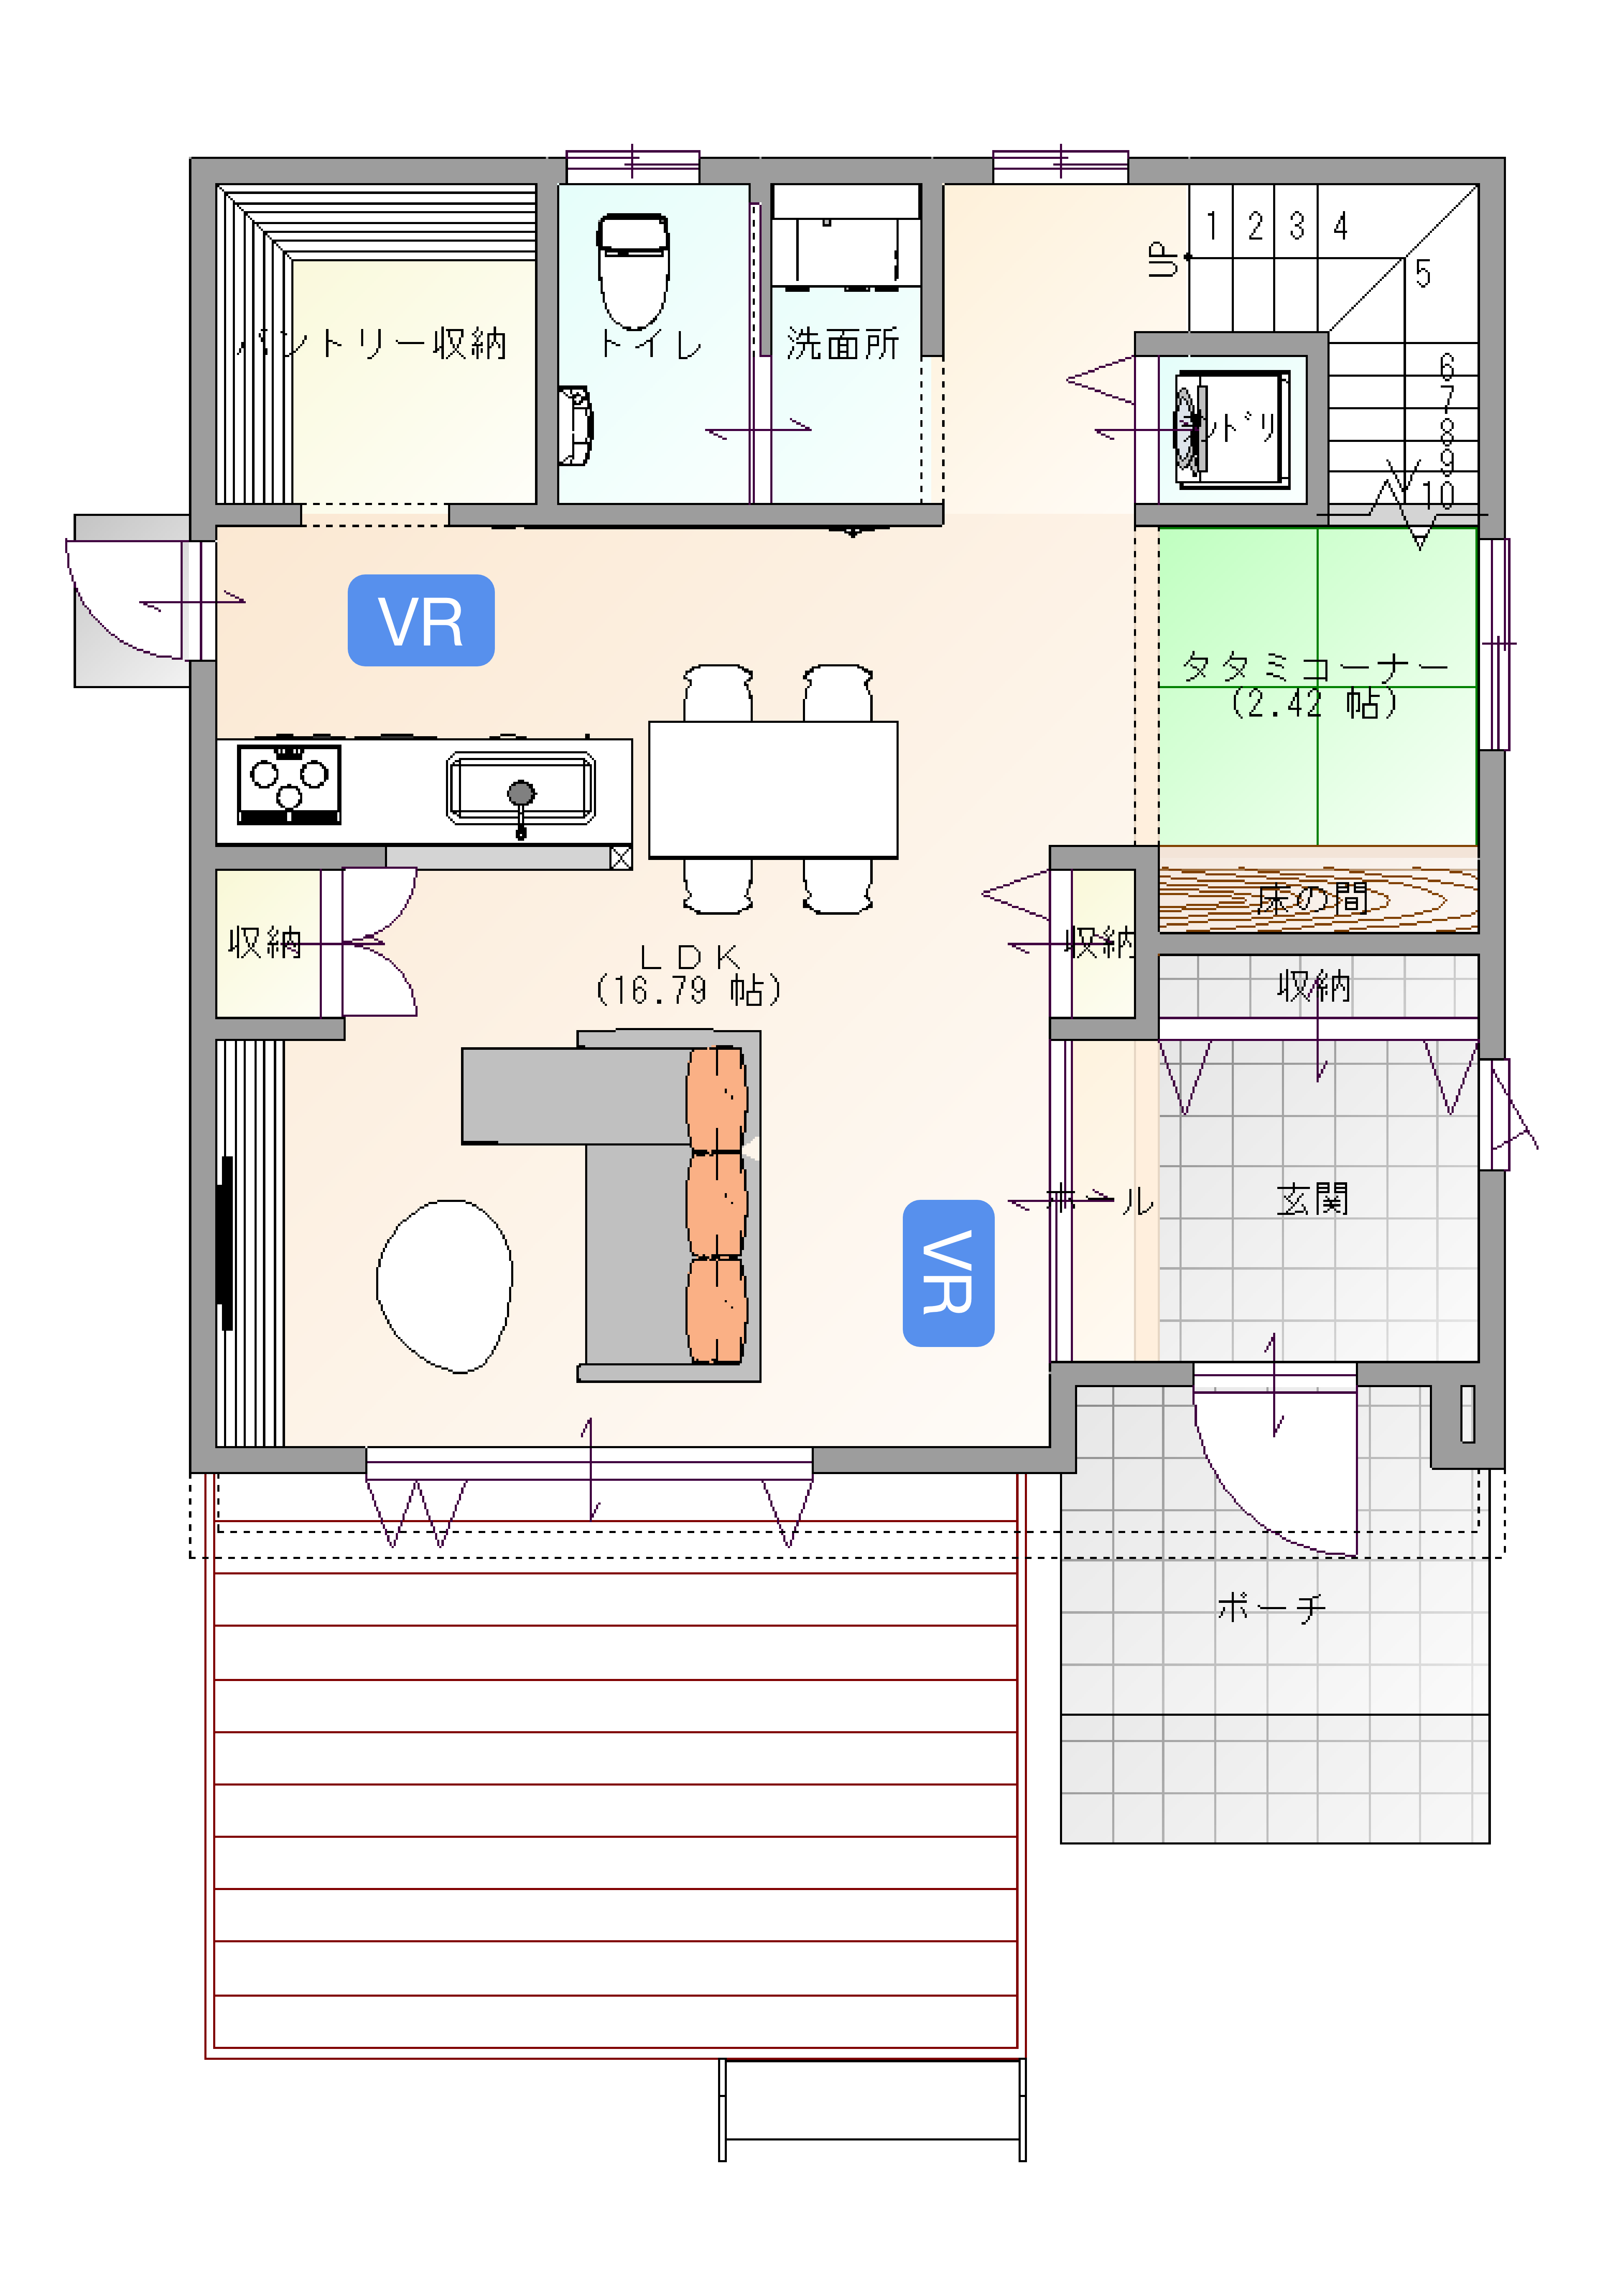 1 2 3 4
UP
5
パントリー収納
トイレ
洗面所
6
7
8
9
10
ンドリ
VR
タタミコーナー
(2.42 帖)
収納
LDK
(16.79 帖)
収納
床の間
収納
ホール
玄関
VR
ポーチ